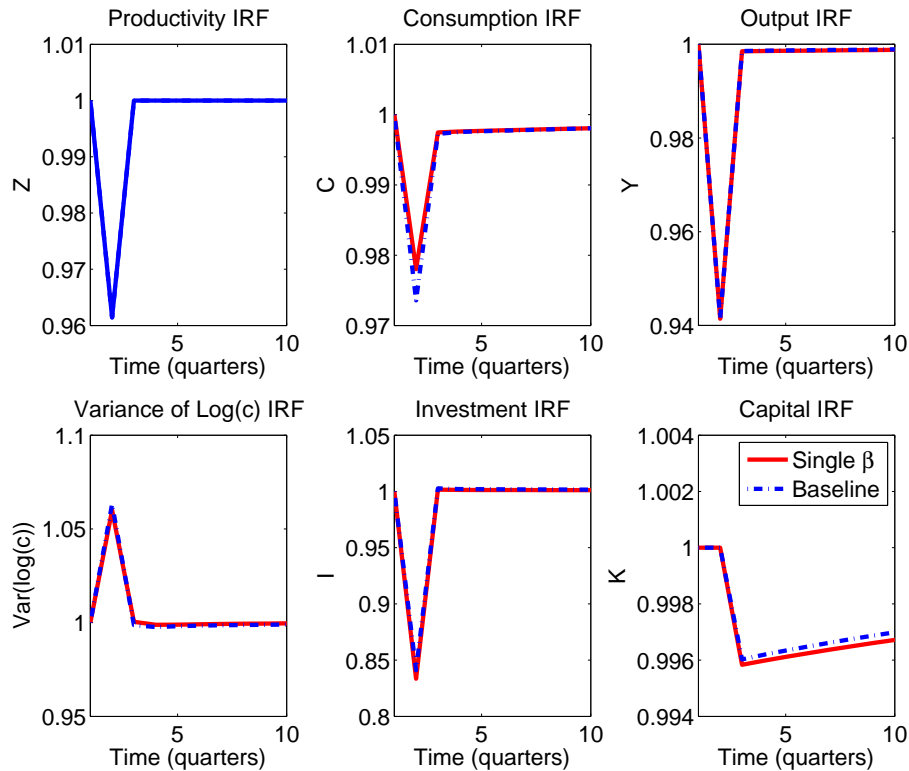 Productivity IRF
1.01
1
0.99
0.98
0.97
0.96
Z
5
10
Time (quarters)
Consumption IRF
1.01
1
0.99
0.98
0.97
C
5
10
Time (quarters)
Output IRF
1
0.98
0.96
0.94
Y
5
10
Time (quarters)
Variance of Log(c) IRF
1.1
1.05
1
0.95
Var(log(c))
5
10
Time (quarters)
Investment IRF
1.05
1
0.95
0.9
0.85
0.8
I
5
10
Time (quarters)
Capital IRF
1.004
1.002
1
0.998
0.996
0.994
K
Single β
Baseline
5
10
Time (quarters)